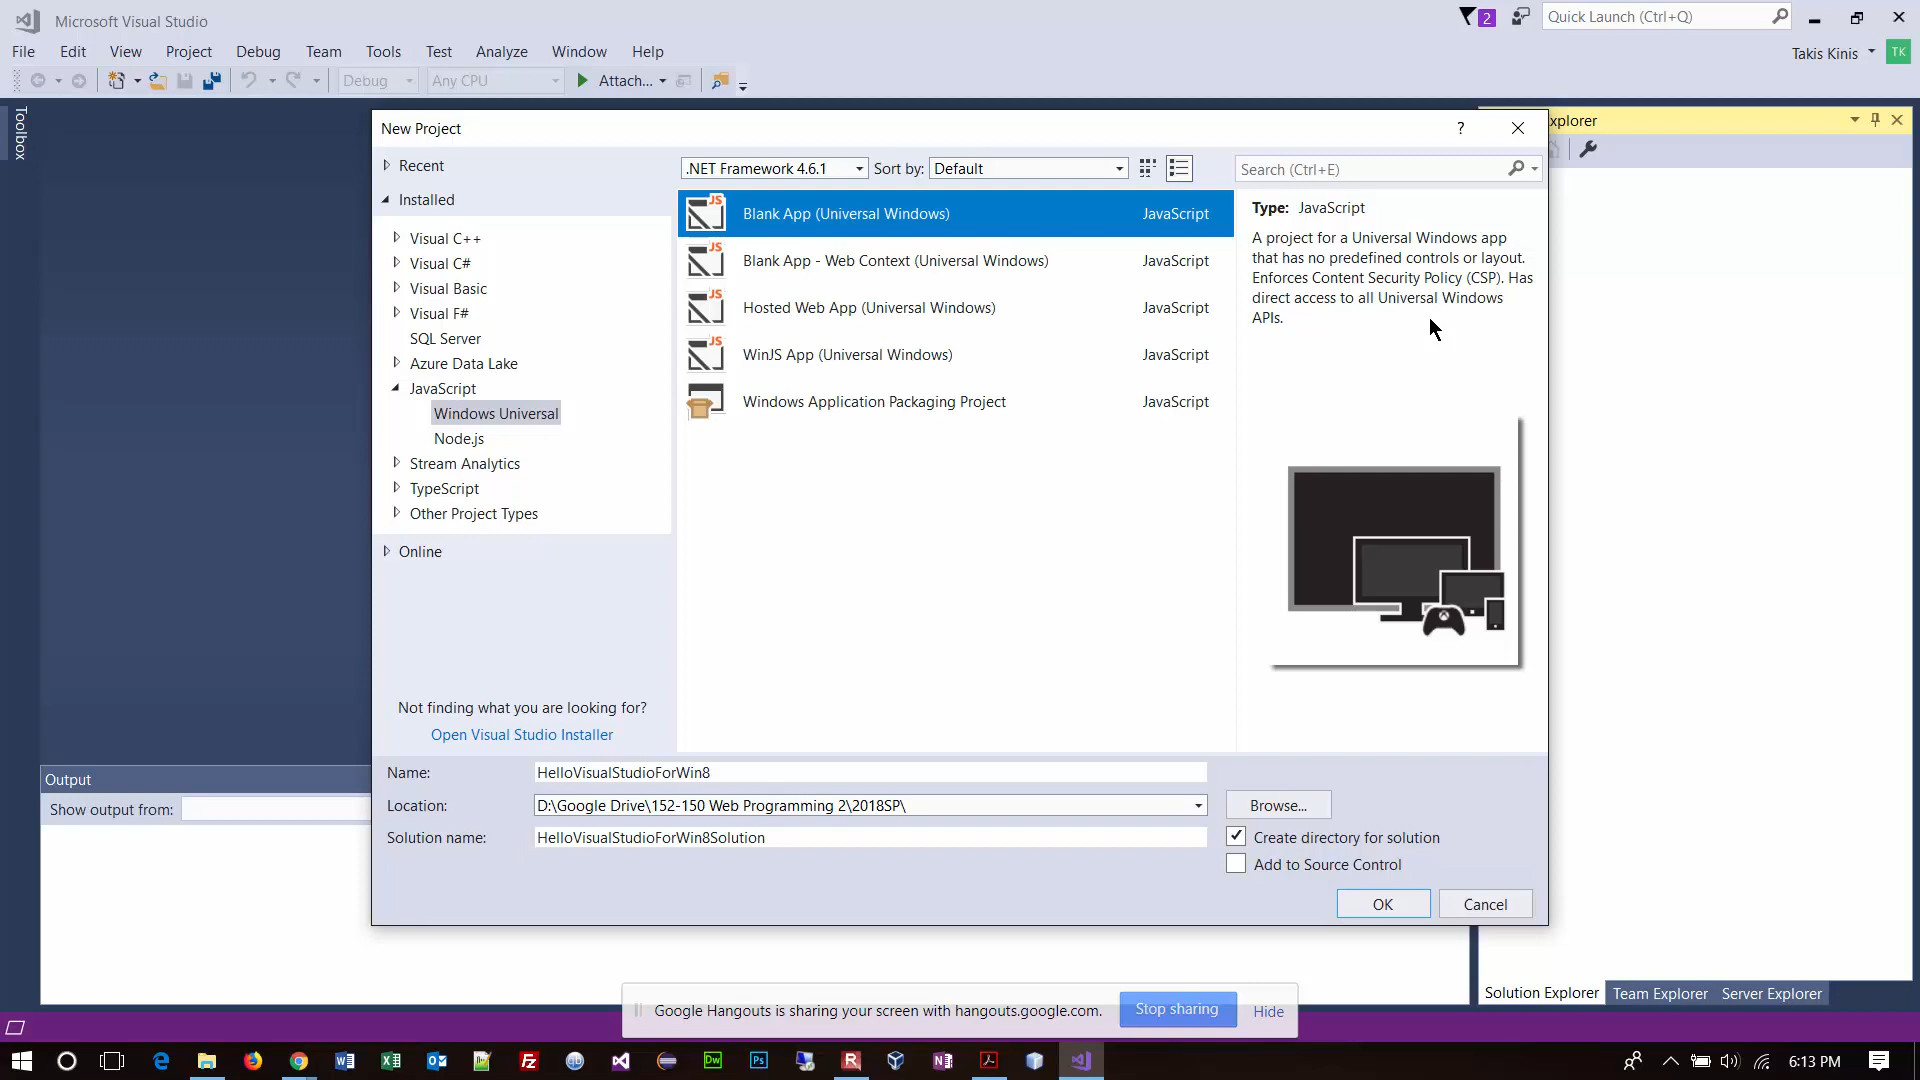 Microsoft Visual Studio
2
Quick Launch (Ctrl+Q)
File Edit View Project Debug Team Tools Test Analyze Window Help
Takis Kinis
TK
Debug Any CPU Attach...
Toolbox
New Project
?
xplorer
Recent
.NET Framework 4.6.1 Sort by: Default
Search (Ctrl+E)
Installed
Visual C++
Visual C#
Visual Basic
Visual F#
SQL Server
Azure Data Lake
JavaScript
Windows Universal
Node.js
Stream Analytics
TypeScript
Other Project Types
Online
Not finding what you are looking for?
Open Visual Studio Installer
JS Blank App (Universal Windows) JavaScript
JS Blank App - Web Context (Universal Windows) JavaScript
JS Hosted Web App (Universal Windows) JavaScript
JS WinJS App (Universal Windows) JavaScript
Windows Application Packaging Project JavaScript
Type: JavaScript
A project for a Universal Windows app
that has no predefined controls or layout.
Enforces Content Security Policy (CSP). Has
direct access to all Universal Windows
APIs.
Name: HelloVisualStudioForWin8
Location: D:\Google Drive\152-150 Web Programming 2\2018SP\ Browse...
Solution name: HelloVisualStudioForWin8Solution
Create directory for solution
Add to Source Control
OK Cancel
Output
Show output from:
Solution Explorer Team Explorer Server Explorer
Google Hangouts is sharing your screen with hangouts.google.com. Stop sharing Hide
Dw
Ps
6:13 PM